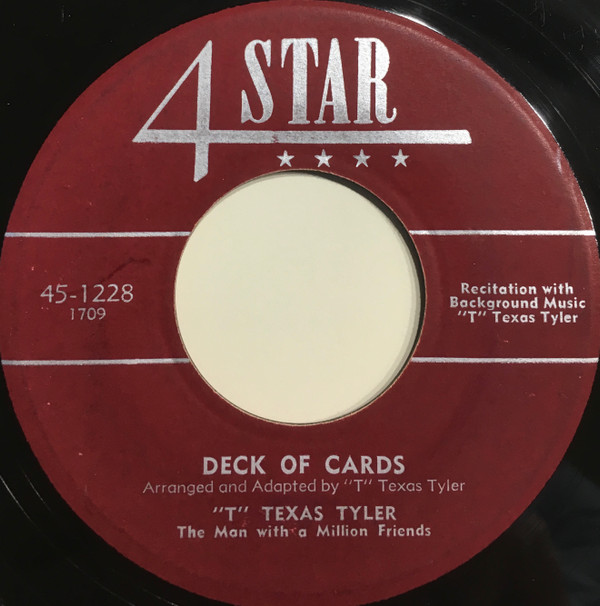 4 STAR
45-1228
1709
Recitation with
Background Music
"T" Texas Tyler
DECK OF CARDS
Arranged and Adapted by "T" Texas Tyler
"T" TEXAS TYLER
The Man with a Million Friends